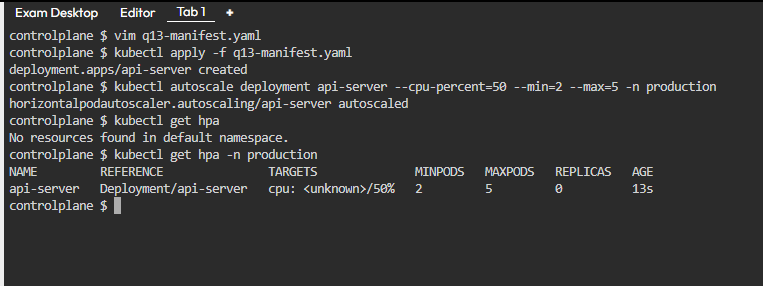 Exam Desktop Editor Tab 1 +
controlplane $ vim q13-manifest.yaml
controlplane $ kubectl apply -f q13-manifest.yaml
deployment.apps/api-server created
controlplane $ kubectl autoscale deployment api-server --cpu-percent=50 --min=2 --max=5 -n production
horizontalpodautoscaler.autoscaling/api-server autoscaled
controlplane $ kubectl get hpa
No resources found in default namespace.
controlplane $ kubectl get hpa -n production
NAME REFERENCE TARGETS MINPODS MAXPODS REPLICAS AGE
api-server Deployment/api-server cpu: <unknown>/50% 2 5 0 13s
controlplane $